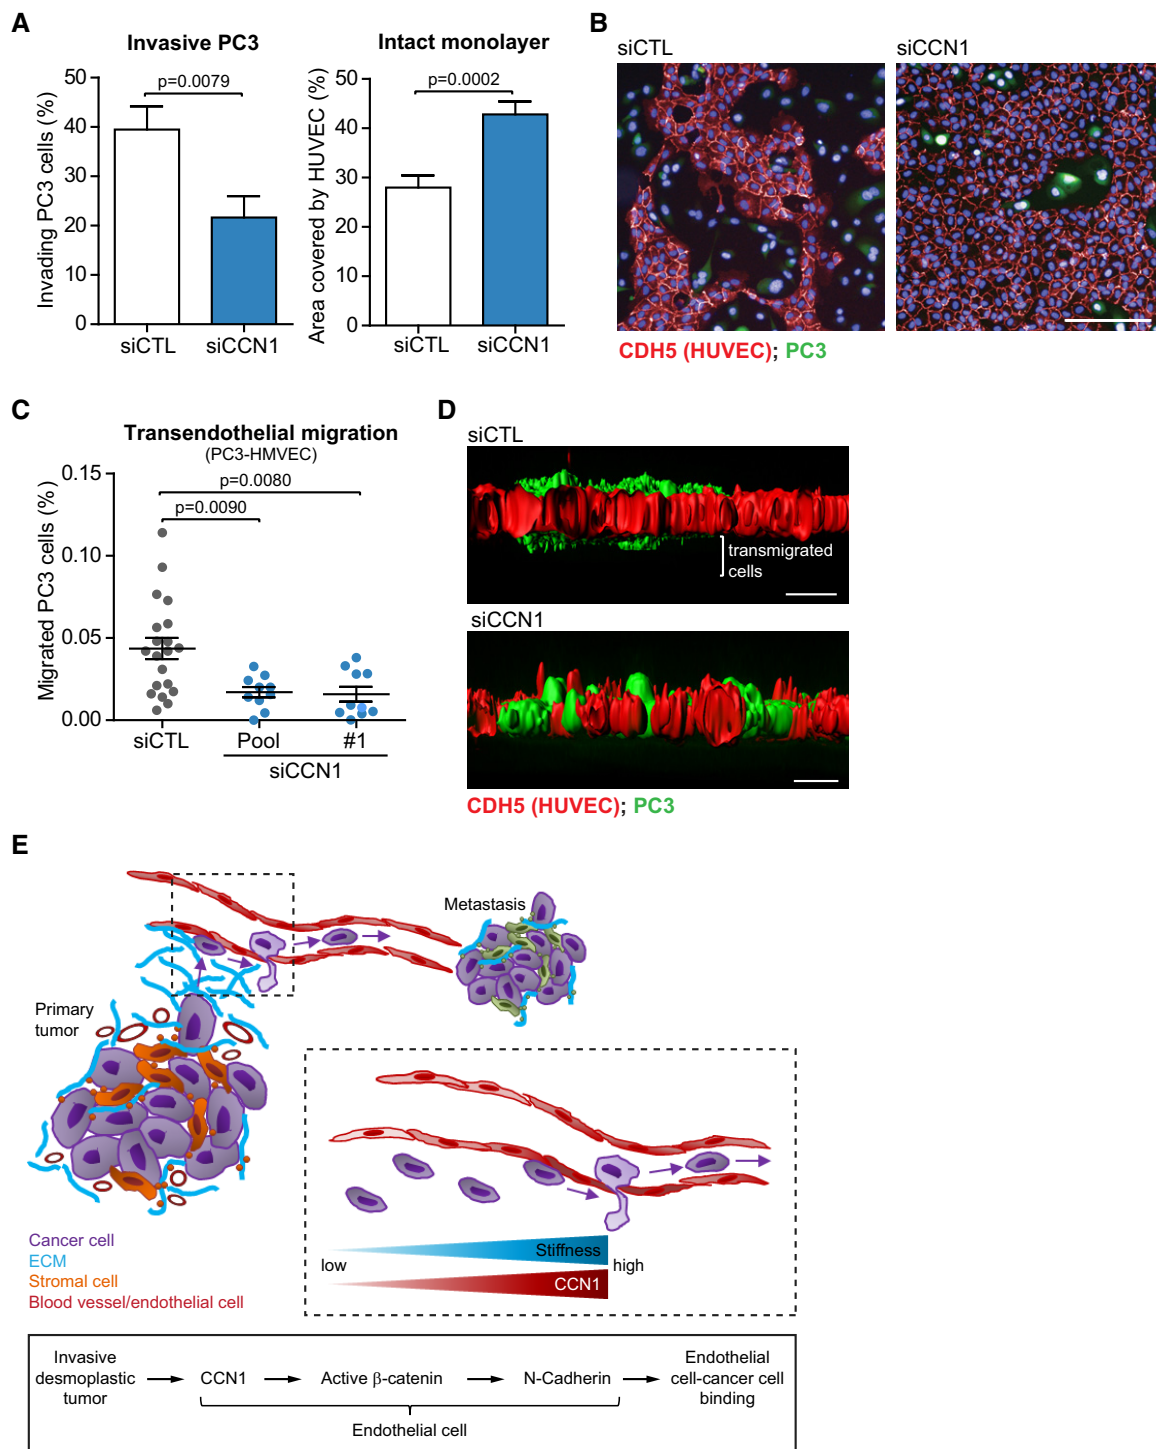 A
Invasive PC3
Invading PC3 cells (%)
50
40
30
20
10
0
p=0.0079
siCTL
siCCN1
Intact monolayer
Area covered by HUVEC (%)
50
40
30
20
10
0
p=0.0002
siCTL
siCCN1
B
siCTL
siCCN1
CDH5 (HUVEC); PC3
C
Transendothelial migration
(PC3-HMVEC)
Migrated PC3 cells (%)
0.15
0.10
0.05
0.00
p=0.0080
p=0.0090
siCTL
Pool
#1
siCCN1
D
siCTL
transmigrated
cells
siCCN1
CDH5 (HUVEC); PC3
E
Metastasis
Primary
tumor
Cancer cell
ECM
Stromal cell
Blood vessel/endothelial cell
Stiffness
low
high
CCN1
Invasive
desmoplastic
tumor
CCN1
Active β-catenin
N-Cadherin
Endothelial
cell-cancer cell
binding
Endothelial cell